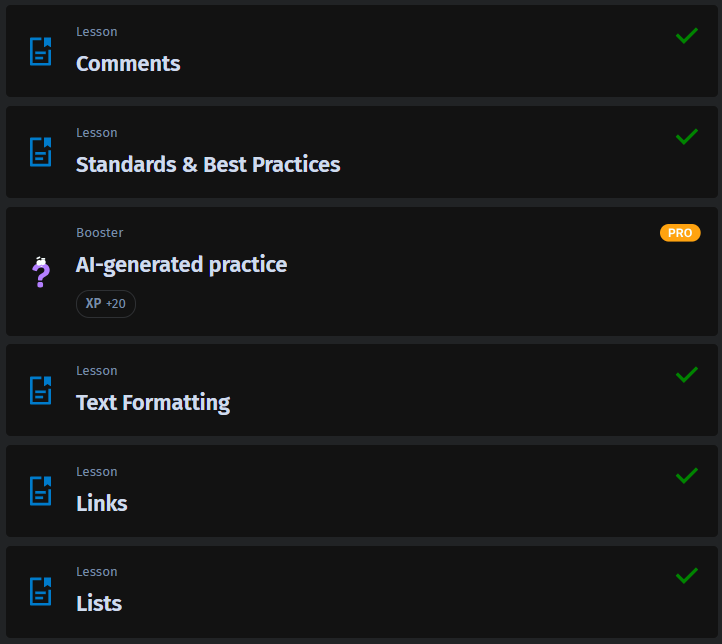 Lesson
Comments
Lesson
Standards & Best Practices
Booster
PRO
AI-generated practice
XP +20
Lesson
Text Formatting
Lesson
Links
Lesson
Lists